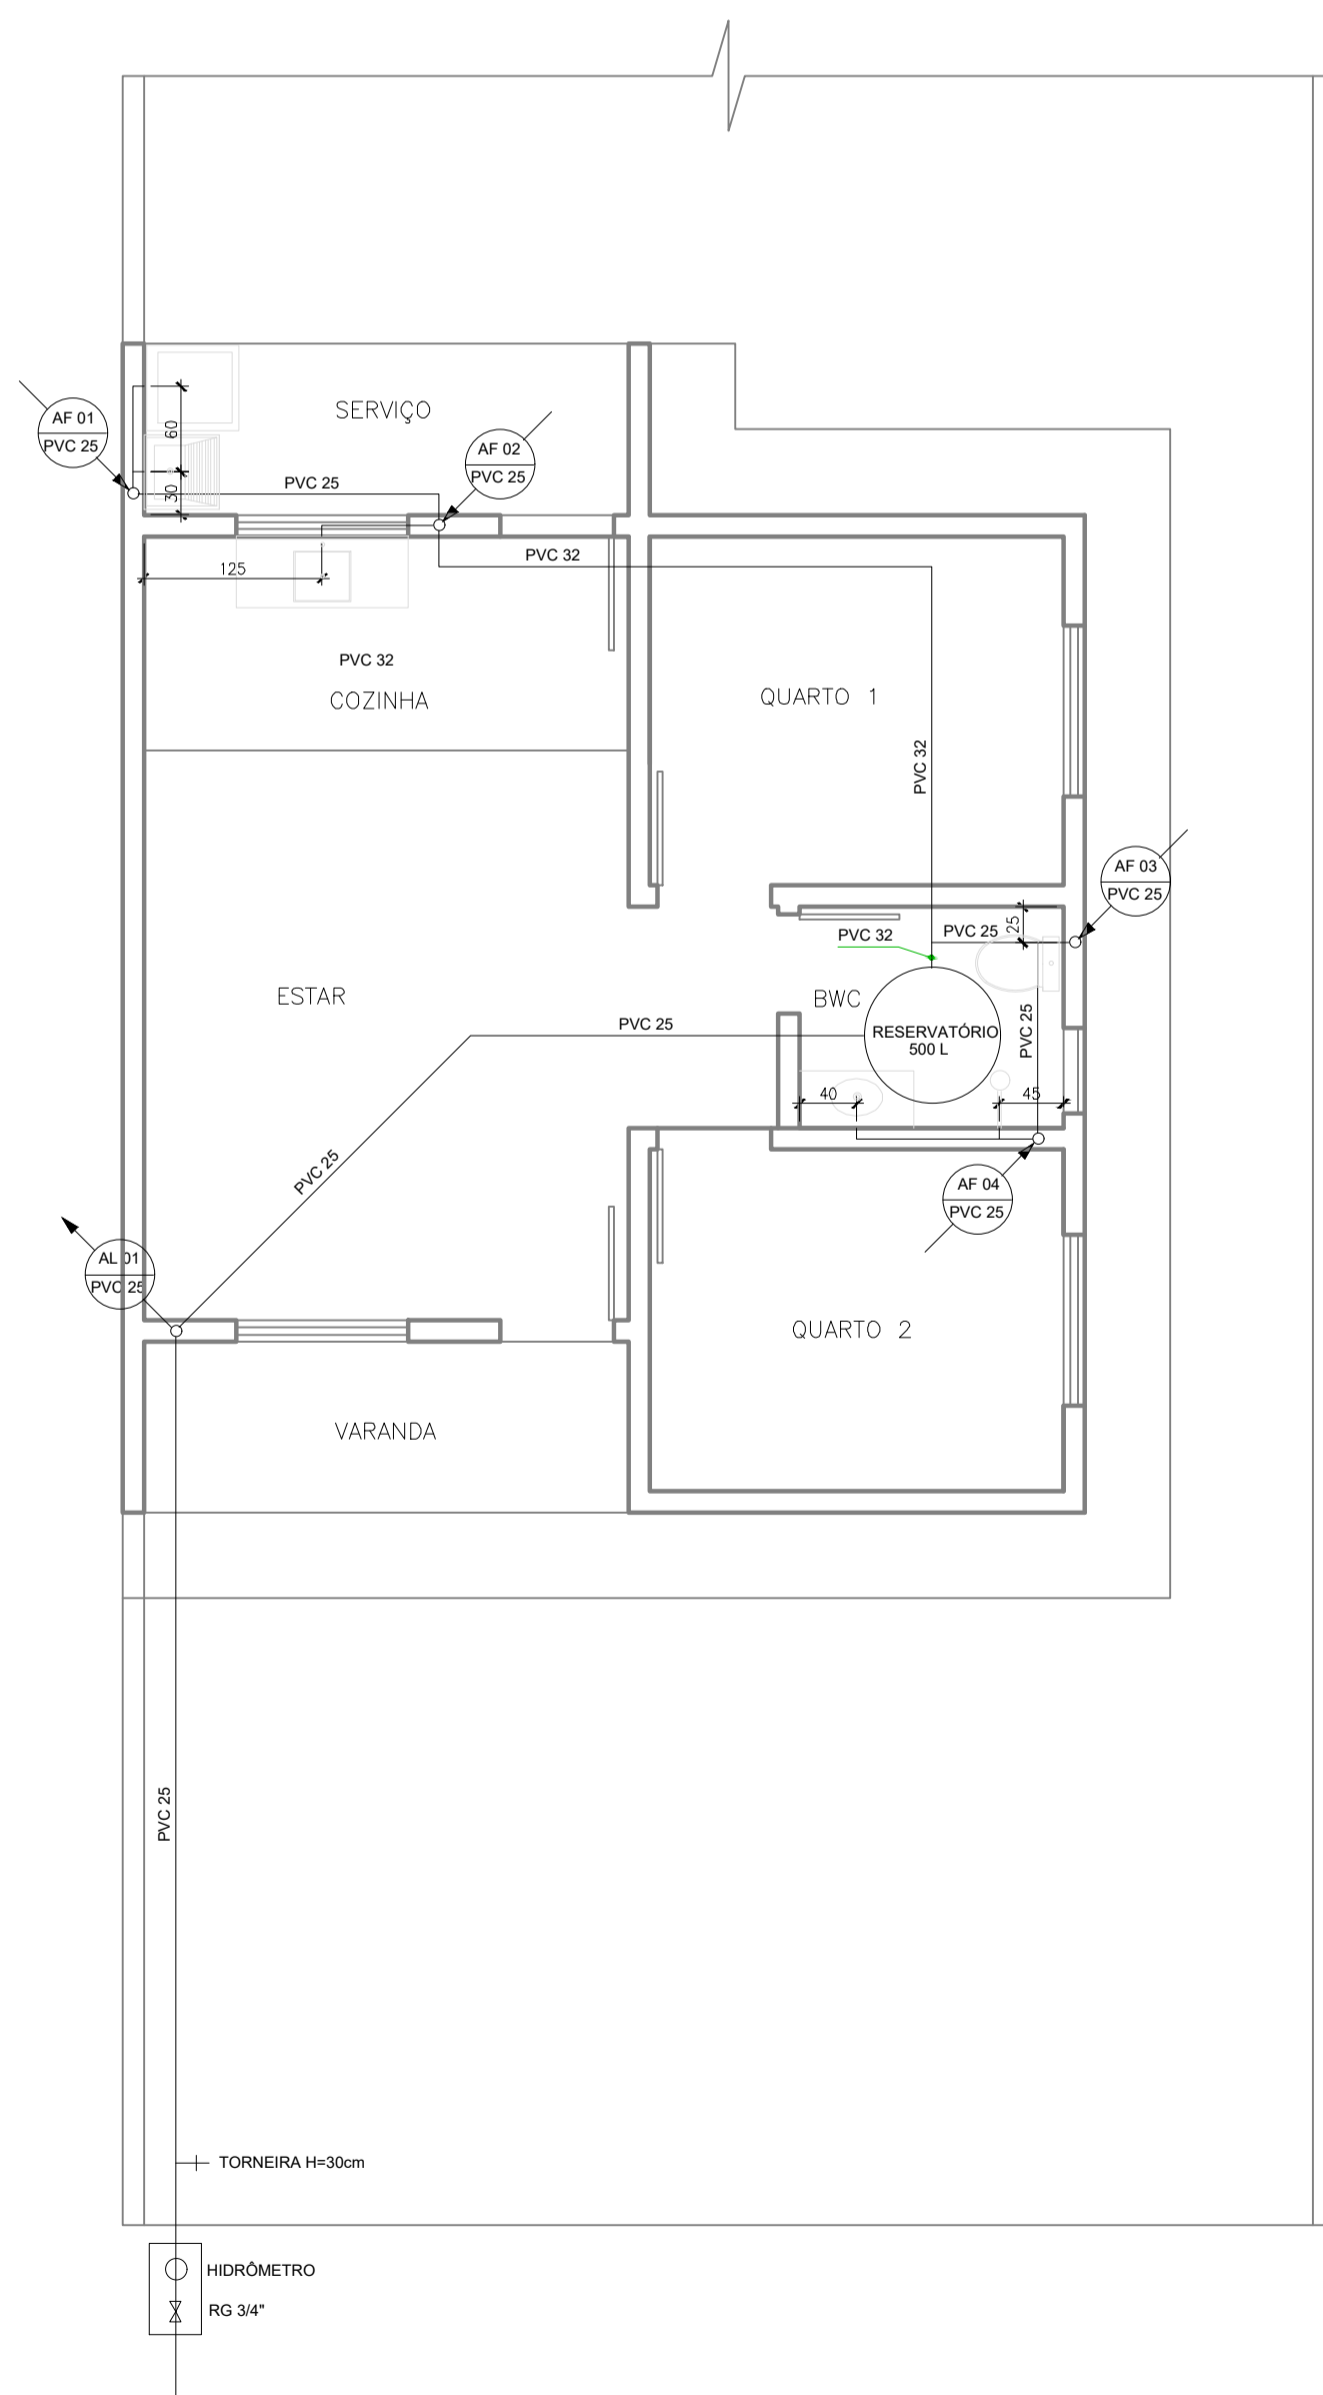 SERVIÇO
AF 01
PVC 25
60
AF 02
PVC 25
PVC 25
30
PVC 32
125
PVC 32
COZINHA
QUARTO 1
PVC 32
AF 03
PVC 25
25
PVC 25
PVC 32
ESTAR
BWC
PVC 25
RESERVATÓRIO
500 L
PVC 25
40
45
PVC 25
AF 04
PVC 25
AL 01
PVC 25
QUARTO 2
VARANDA
PVC 25
TORNEIRA H=30cm
HIDRÔMETRO
RG 3/4"